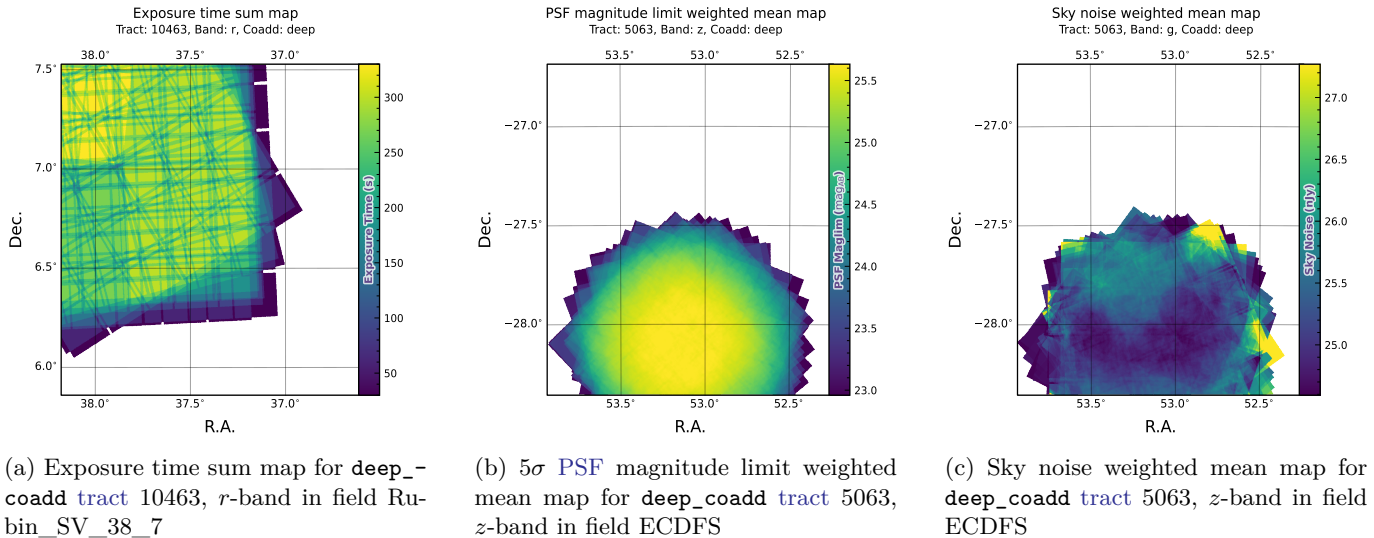 Exposure time sum map
Tract: 10463, Band: r, Coadd: deep
38.0° 37.5° 37.0°
7.5°
7.0°
6.5°
6.0°
Dec.
38.0° 37.5° 37.0°
R.A.
300
250
200
150
100
50
Exposure Time (s)
(a) Exposure time sum map for deep_-
coadd tract 10463, r-band in field Ru-
bin_SV_38_7
PSF magnitude limit weighted mean map
Tract: 5063, Band: z, Coadd: deep
53.5° 53.0° 52.5°
−27.0°
−27.5°
−28.0°
Dec.
53.5° 53.0° 52.5°
R.A.
25.5
25.0
24.5
24.0
23.5
23.0
PSF Maglim (mag_AB)
(b) 5σ PSF magnitude limit weighted
mean map for deep_coadd tract 5063,
z-band in field ECDFS
Sky noise weighted mean map
Tract: 5063, Band: g, Coadd: deep
53.5° 53.0° 52.5°
−27.0°
−27.5°
−28.0°
Dec.
53.5° 53.0° 52.5°
R.A.
27.0
26.5
26.0
25.5
25.0
Sky Noise (nJy)
(c) Sky noise weighted mean map for
deep_coadd tract 5063, z-band in field
ECDFS